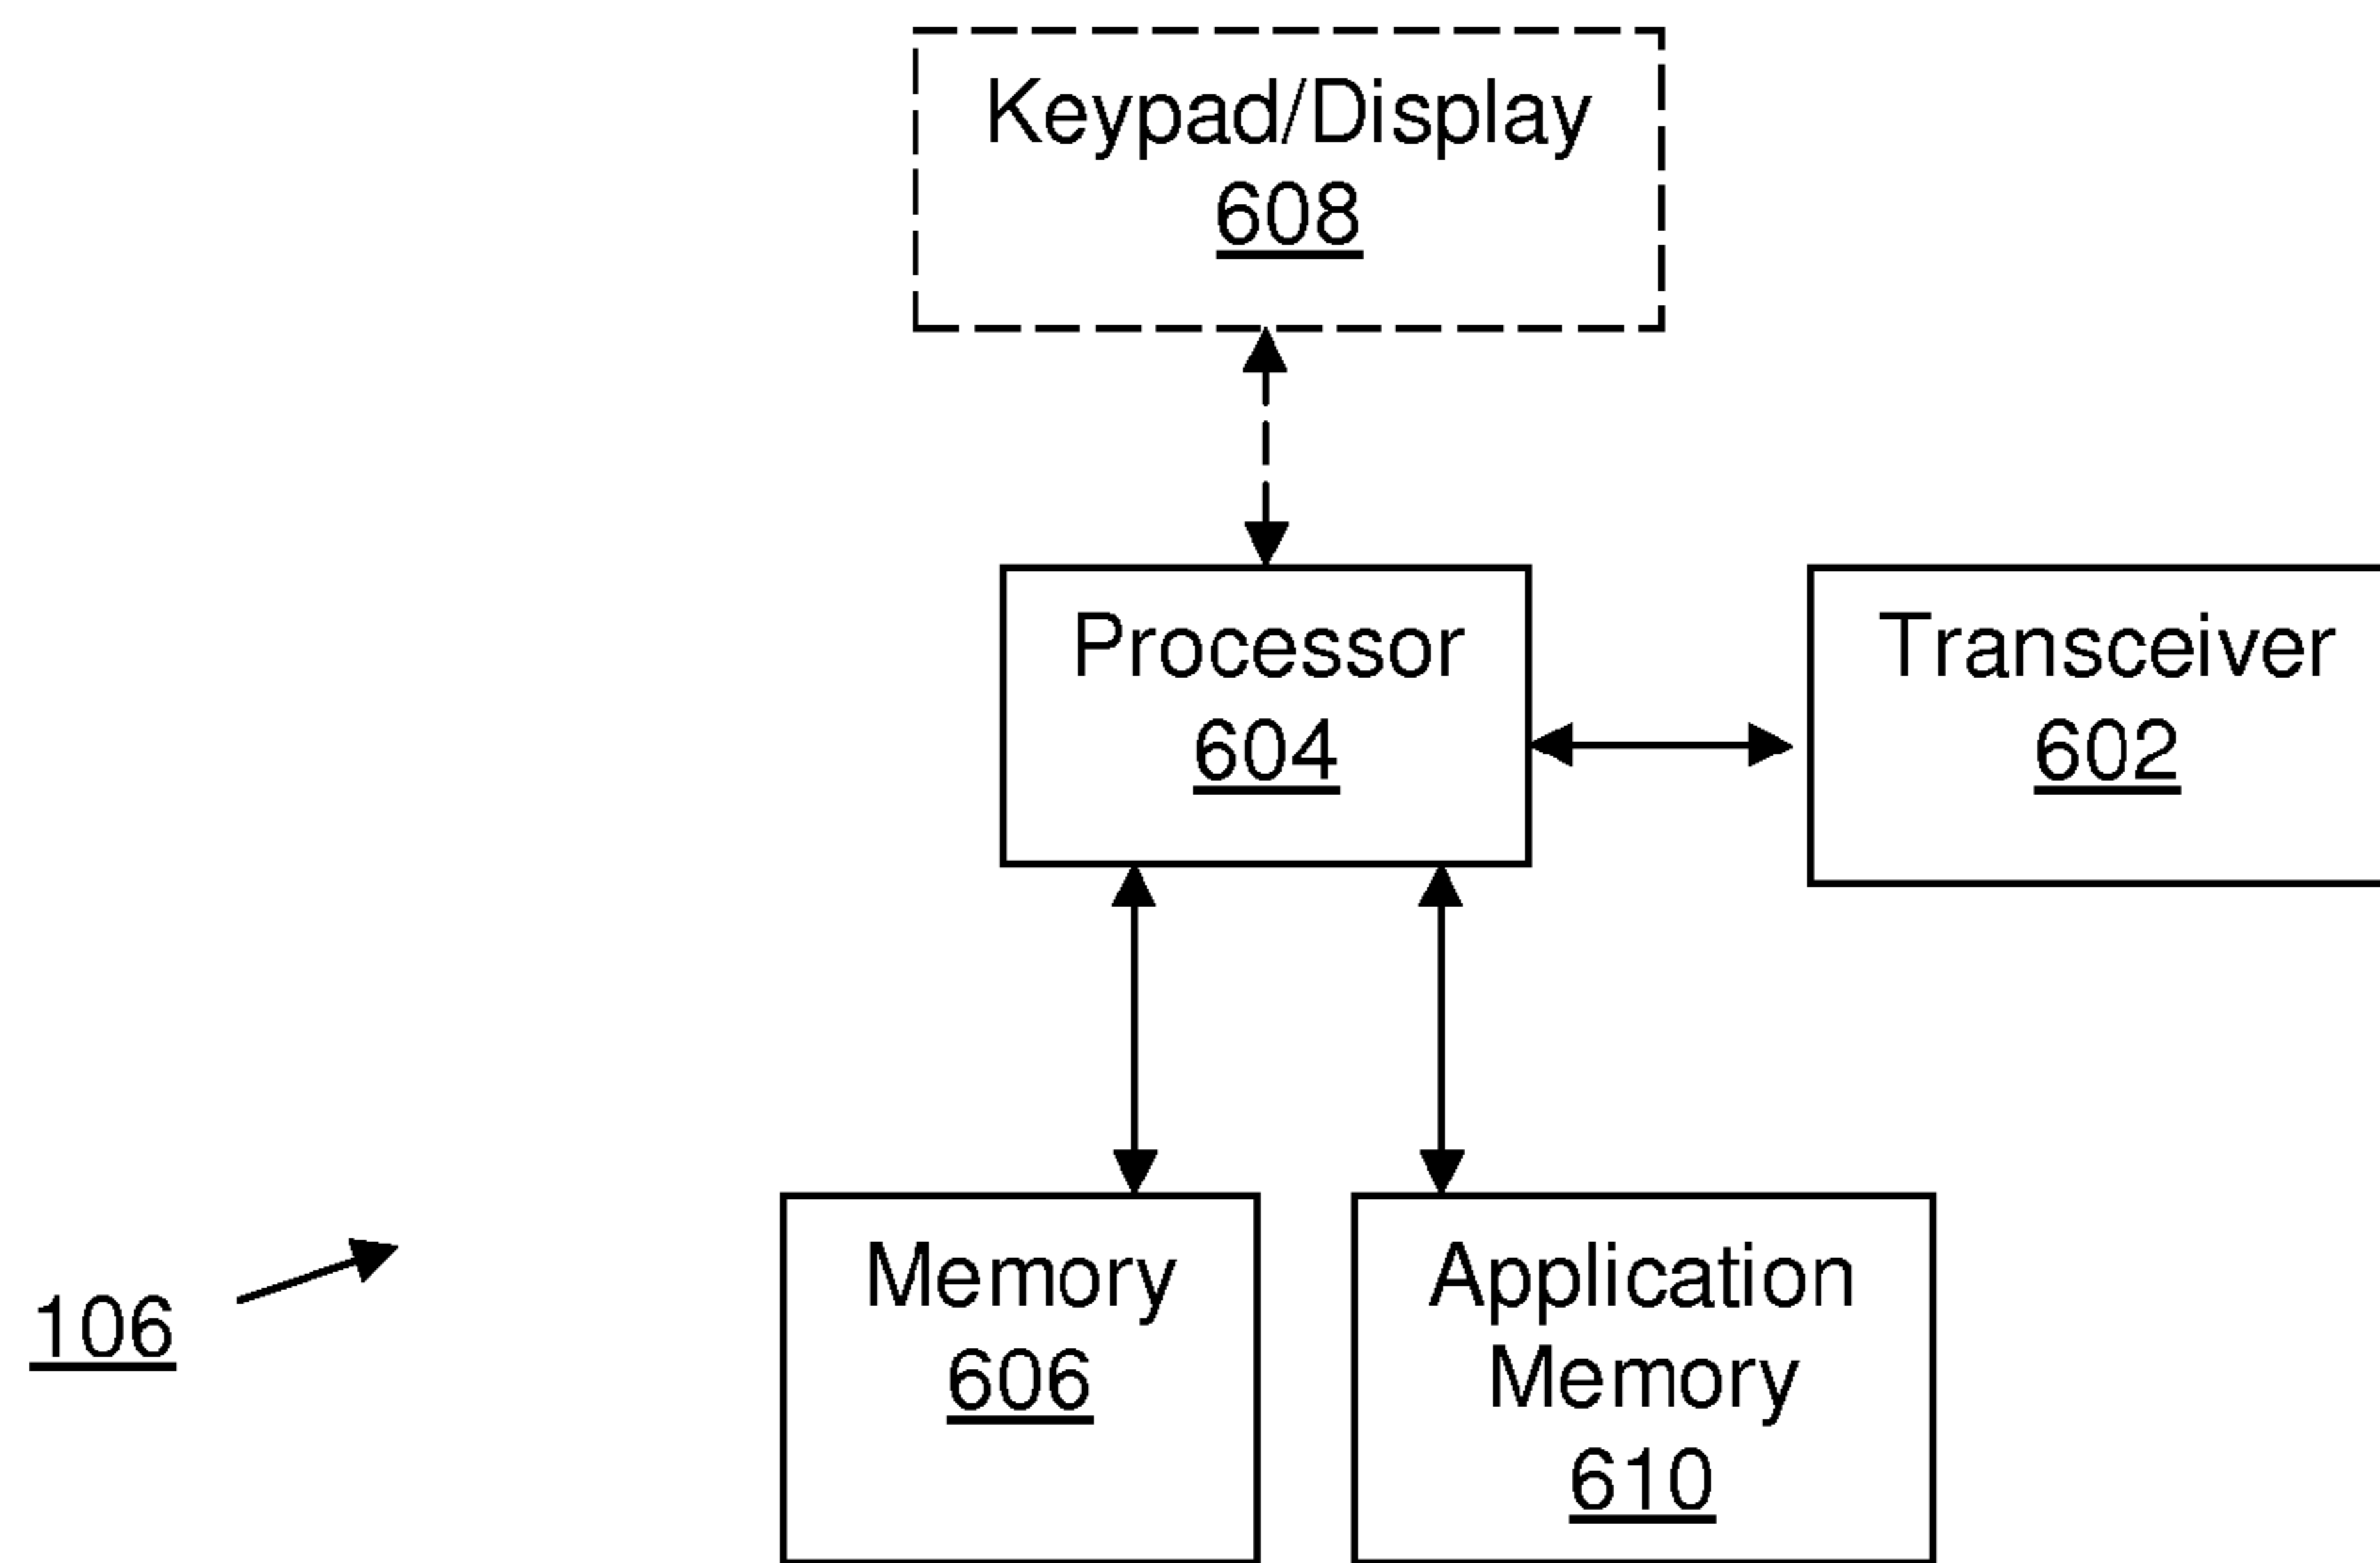 Keypad/Display
608
Processor
604
Transceiver
602
Memory
606
Application
Memory
610
106